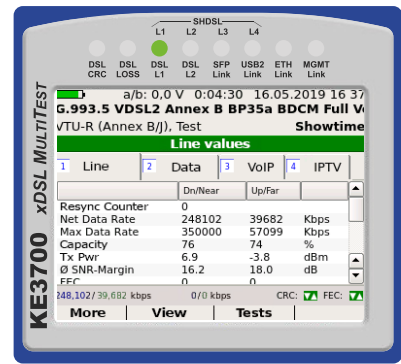 SHDSL
L1 L2 L3 L4
DSL CRC DSL LOSS DSL L1 DSL L2 SFP Link USB2 Link ETH Link MGMT Link
KE3700 xDSL MULTITEST
a/b: 0,0 V 0:04:30 16.05.2019 16 37
G.993.5 VDSL2 Annex B BP35a BDCM Full V
VTU-R (Annex B/J), Test Showtime
Line values
1 Line 2 Data 3 VoIP 4 IPTV
Dn/Near Up/Far
Resync Counter 0
Net Data Rate 248102 39682 Kbps
Max Data Rate 350000 57099 Kbps
Capacity 76 74 %
Tx Pwr 6.9 -3.8 dBm
Ø SNR-Margin 16.2 18.0 dB
FEC 0 0
248,102/39,682 kbps 0/0 kbps CRC: FEC:
More View Tests